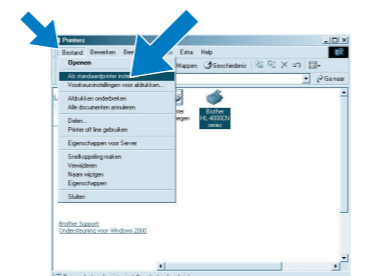 Printers
Bestand Bewerken Extra Help
Openen Mappen Geschiedenis
Als standaardprinter Ga naar
Voorkeursinstellingen voor afdrukken...
Afdrukken onderbreken
Alle documenten annuleren
Delen...
Printer off line gebruiken
Eigenschappen voor Server
Snelkoppeling maken
Verwijderen
Naam wijzigen
Eigenschappen
Sluiten
Brother
HL-4000CN
series
Brother Support
Ondersteuning voor Windows 2000